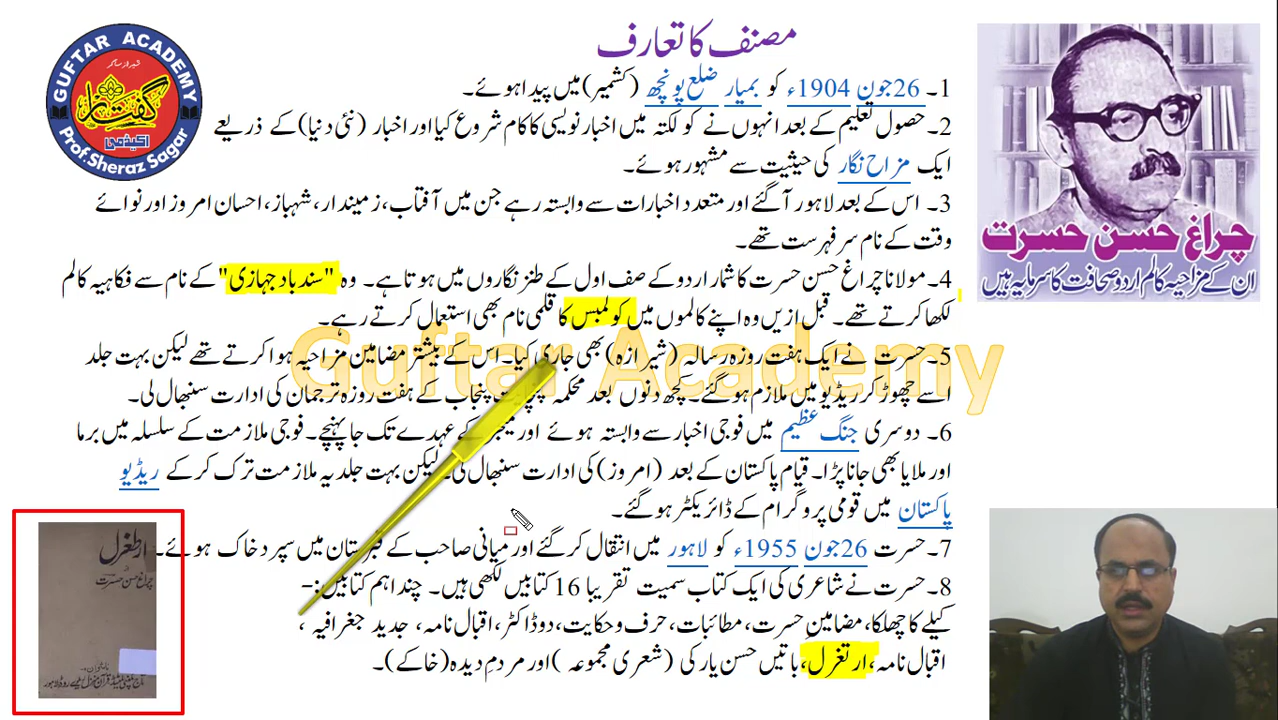 مصنف کا تعارف
GUFTAR ACADEMY
شیراز ساگر
گفتار
اکیڈمی
Prof.Sheraz Sagar
1۔ 26جون 1904ء کو بمیار ضلع پونچھ (کشمیر) میں پیدا ہوئے۔
2۔حصول تعلیم کے بعد انہوں نے کولکتہ میں اخبار نویسی کا کام شروع کیا اور اخبار (نئی دنیا) کے ذریعے
ایک مزاح نگار کی حیثیت سے مشہور ہوئے۔
3۔ اس کے بعد لاہور آ گئے اور متعدد اخبارات سے وابستہ رہے جن میں آفتاب، زمیندار، شہباز، احسان امروز اور نوائے
وقت کے نام سر فہرست تھے۔
4۔مولانا چراغ حسن حسرت کا شمار اردو کے صف اول کے طنز نگاروں میں ہوتا ہے۔ وہ "سندباد جہازی" کے نام سے فکاہیہ کالم
لکھا کرتے تھے۔ قبل ازیں وہ اپنے کالموں میں کولمبس کا قلمی نام بھی استعمال کرتے رہے۔
5۔حسرت نے ایک ہفت روزہ رسالہ (شیرازہ) بھی جاری کیا۔ اس کے بیشتر مضامین مزاحیہ ہوا کرتے تھے لیکن بہت جلد
اسے چھوڑ کر ریڈیو میں ملازم ہو گئے۔ کچھ دنوں بعد محکمہ پنچایت پنجاب کے ہفت روزہ ترجمان کی ادارت سنبھال لی۔
6۔ دوسری جنگ عظیم میں فوجی اخبار سے وابستہ ہوئے اور میجر کے عہدے تک جا پہنچے۔ فوجی ملازمت کے سلسلہ میں برما
اور ملایا بھی جانا پڑا۔ قیام پاکستان کے بعد (امروز) کی ادارت سنبھال لی۔ لیکن بہت جلد یہ ملازمت ترک کر کے ریڈیو
پاکستان میں قومی پروگرام کے ڈائریکٹر ہو گئے۔
7۔حسرت 26جون 1955ء کو لاہور میں انتقال کر گئے اور میانی صاحب کے قبرستان میں سپرد خاک ہوئے۔
8۔حسرت نے شاعری کی ایک کتاب سمیت تقریبا 16 کتابیں لکھی ہیں۔ چند اہم کتابیں:-
کیلے کا چھلکا، مضامین حسرت، مطائبات، حرف و حکایت، دو ڈاکٹر، اقبال نامہ، جدید جغرافیہ ،
اقبال نامہ، ارتغرل، باتیں حسن یار کی (شعری مجموعہ) اور مردم دیدہ (خاکے)۔
Guftar Academy
چراغ حسن حسرت
ان کے مزاحیہ کالم اردو صحافت کا سرمایہ ہیں
ارطغرل
چراغ حسن حسرت